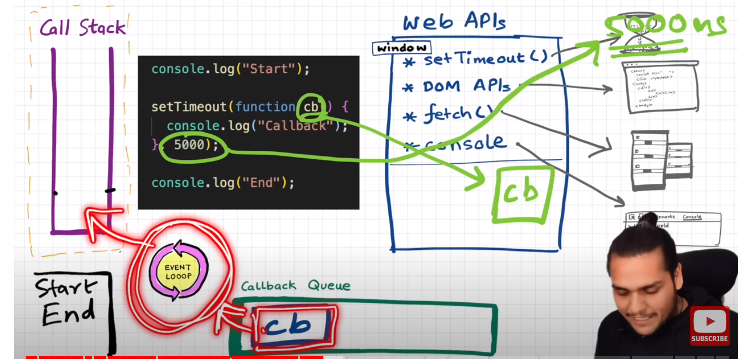 Call Stack
console.log("Start");
setTimeout(function cb() {
console.log("Callback");
}, 5000);
console.log("End");
Web APIs
window
* setTimeout()
* DOM APIs
* fetch()
* console
cb
5000ms
Console
EVENT
LOOOP
Start
End
Callback Queue
cb
SUBSCRIBE